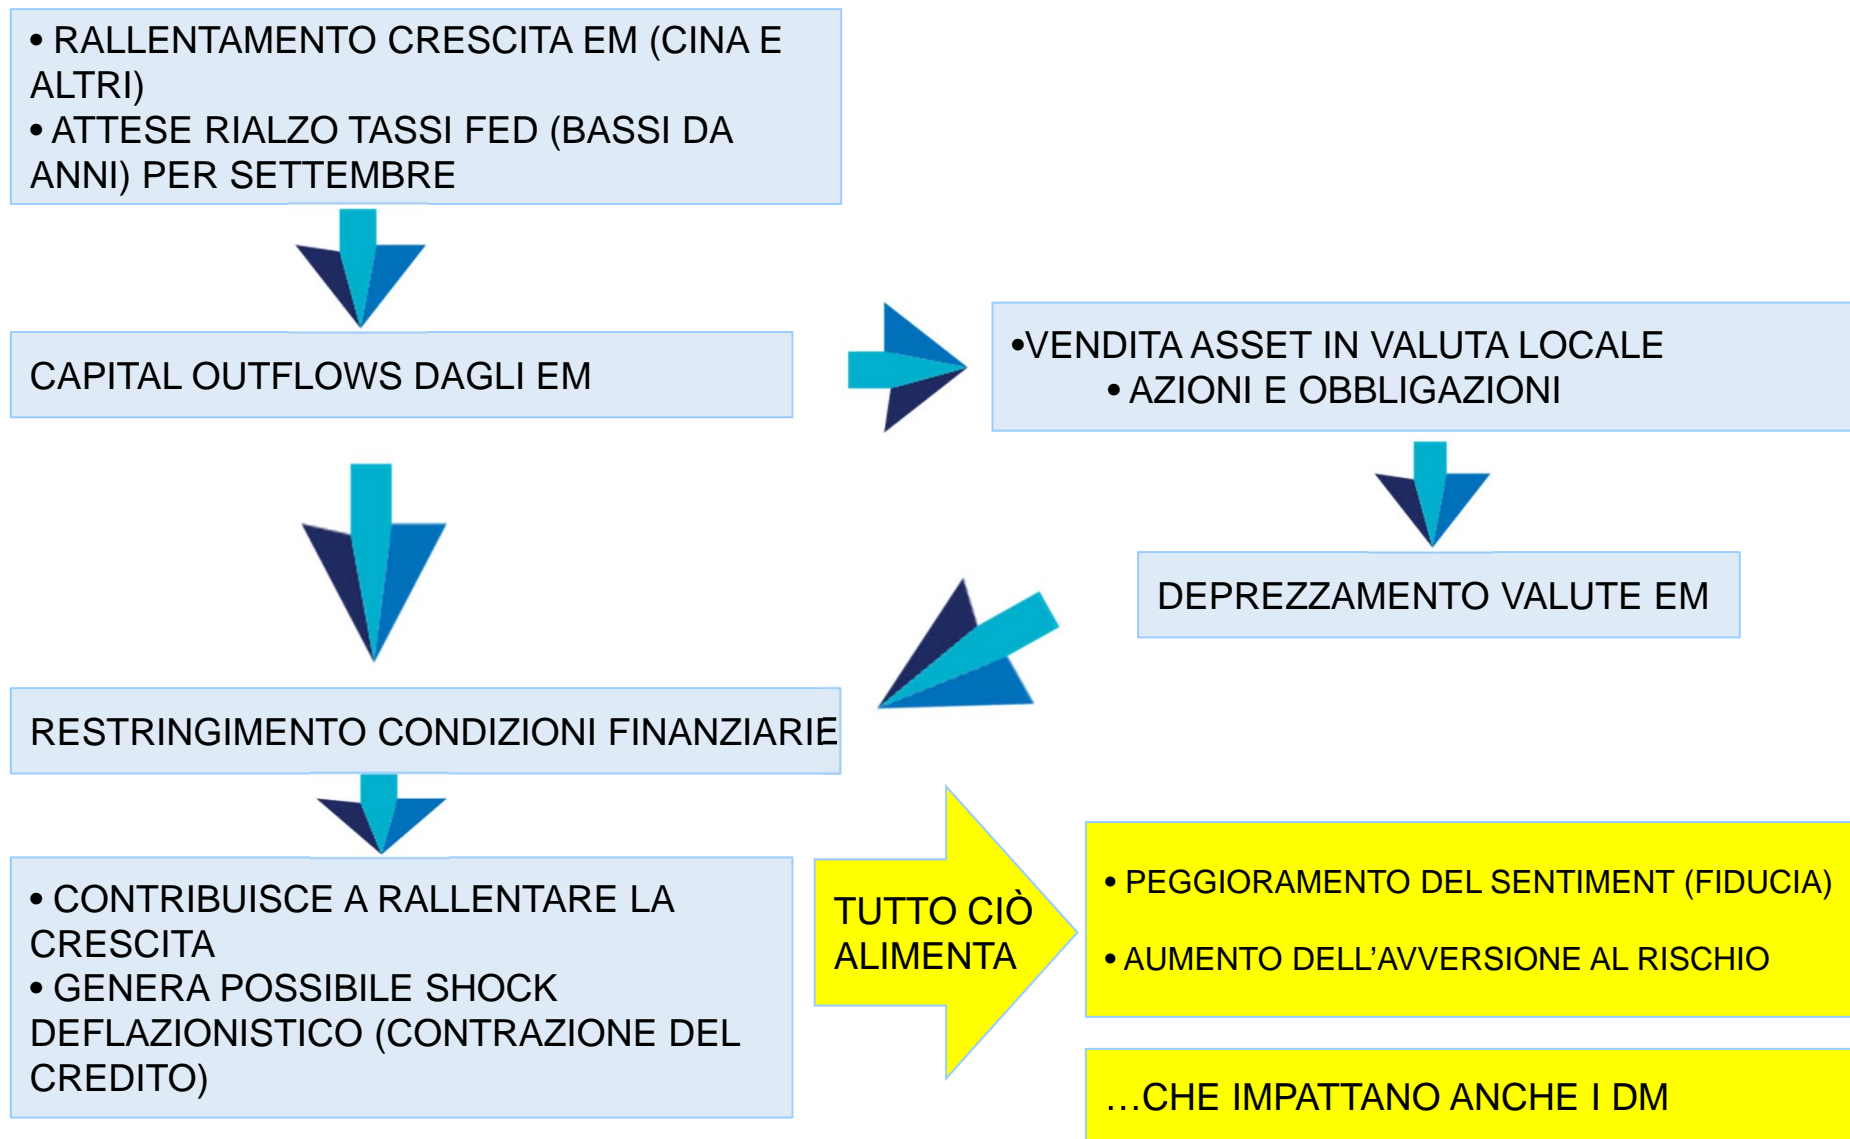 • RALLENTAMENTO CRESCITA EM (CINA E
ALTRI)
• ATTESE RIALZO TASSI FED (BASSI DA
ANNI) PER SETTEMBRE
CAPITAL OUTFLOWS DAGLI EM
•VENDITA ASSET IN VALUTA LOCALE
• AZIONI E OBBLIGAZIONI
DEPREZZAMENTO VALUTE EM
RESTRINGIMENTO CONDIZIONI FINANZIARIE
• CONTRIBUISCE A RALLENTARE LA
CRESCITA
• GENERA POSSIBILE SHOCK
DEFLAZIONISTICO (CONTRAZIONE DEL
CREDITO)
TUTTO CIÒ
ALIMENTA
• PEGGIORAMENTO DEL SENTIMENT (FIDUCIA)
• AUMENTO DELL’AVVERSIONE AL RISCHIO
…CHE IMPATTANO ANCHE I DM